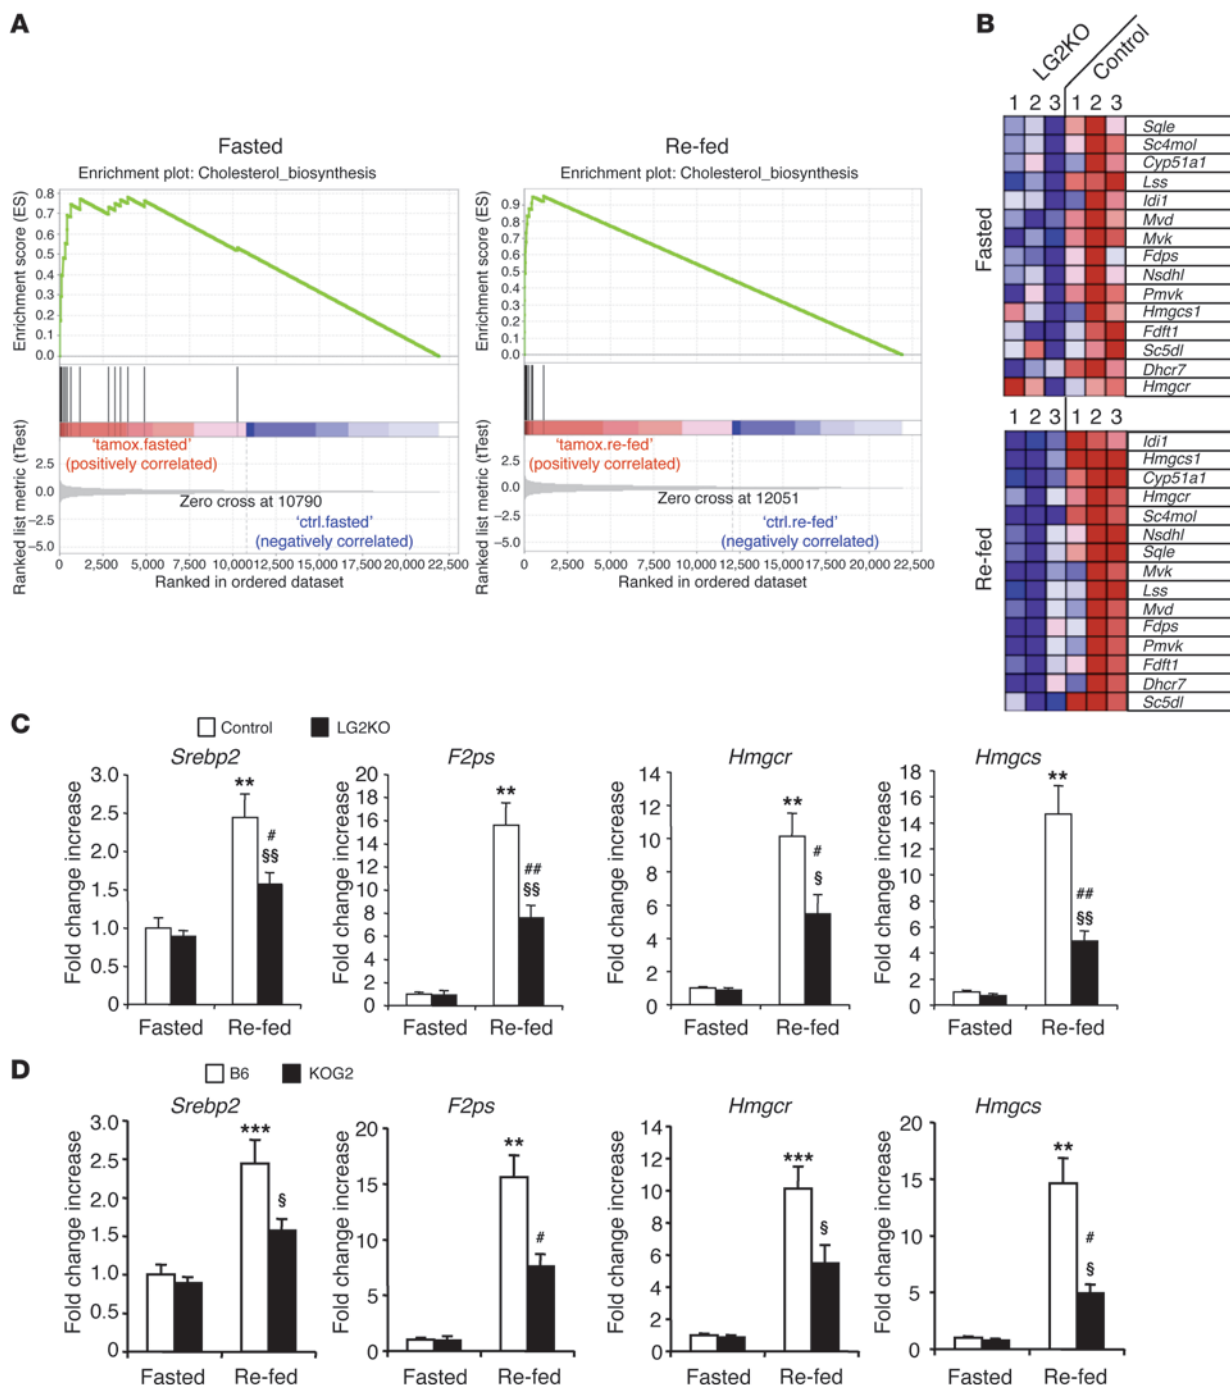 A
Fasted
Enrichment plot: Cholesterol_biosynthesis
Enrichment score (ES)
0.8
0.7
0.6
0.5
0.4
0.3
0.2
0.1
0.0
'tamox.fasted'
(positively correlated)
Ranked list metric (tTest)
2.5
0.0
−2.5
−5.0
Zero cross at 10790
'ctrl.fasted'
(negatively correlated)
0 2,500 5,000 7,500 10,000 12,500 15,000 17,500 20,000 22,500
Ranked in ordered dataset
Re-fed
Enrichment plot: Cholesterol_biosynthesis
Enrichment score (ES)
0.9
0.8
0.7
0.6
0.5
0.4
0.3
0.2
0.1
0.0
'tamox.re-fed'
(positively correlated)
Ranked list metric (tTest)
2.5
0.0
−2.5
−5.0
Zero cross at 12051
'ctrl.re-fed'
(negatively correlated)
0 2,500 5,000 7,500 10,000 12,500 15,000 17,500 20,000 22,500
Ranked in ordered dataset
B
LG2KO Control
1 2 3 1 2 3
Fasted
Sqle
Sc4mol
Cyp51a1
Lss
Idi1
Mvd
Mvk
Fdps
Nsdhl
Pmvk
Hmgcs1
Fdft1
Sc5dl
Dhcr7
Hmgcr
1 2 3 1 2 3
Re-fed
Idi1
Hmgcs1
Cyp51a1
Hmgcr
Sc4mol
Nsdhl
Sqle
Mvk
Lss
Mvd
Fdps
Pmvk
Fdft1
Dhcr7
Sc5dl
C
Control LG2KO
Srebp2
Fold change increase
3.0
2.5
2.0
1.5
1.0
0.5
0
**
#
§§
Fasted Re-fed
F2ps
Fold change increase
20
18
16
14
12
10
8
6
4
2
0
**
##
§§
Fasted Re-fed
Hmgcr
Fold change increase
14
12
10
8
6
4
2
0
**
#
§
Fasted Re-fed
Hmgcs
Fold change increase
18
16
14
12
10
8
6
4
2
0
**
##
§§
Fasted Re-fed
D
B6 KOG2
Srebp2
Fold change increase
3.0
2.5
2.0
1.5
1.0
0.5
0
***
§
Fasted Re-fed
F2ps
Fold change increase
20
15
10
5
0
**
#
Fasted Re-fed
Hmgcr
Fold change increase
14
12
10
8
6
4
2
0
***
§
Fasted Re-fed
Hmgcs
Fold change increase
20
15
10
5
0
**
#
§
Fasted Re-fed